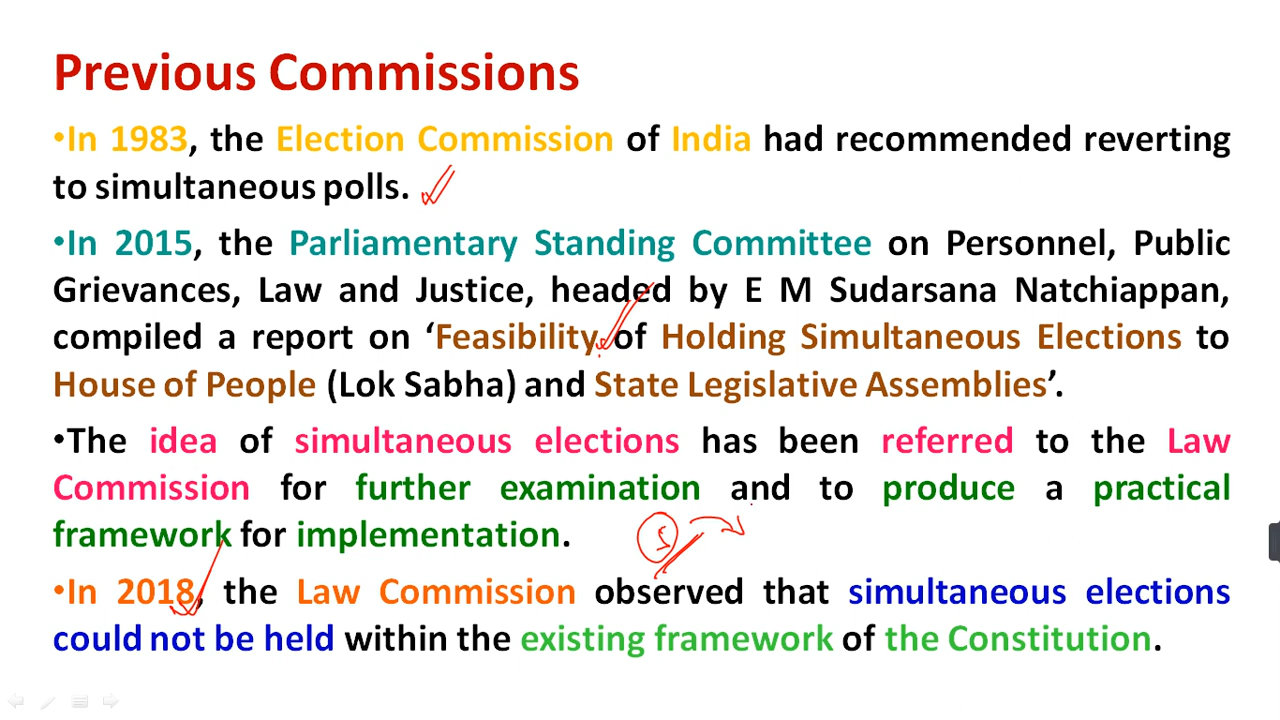 Previous Commissions
•In 1983, the Election Commission of India had recommended reverting
to simultaneous polls.
•In 2015, the Parliamentary Standing Committee on Personnel, Public
Grievances, Law and Justice, headed by E M Sudarsana Natchiappan,
compiled a report on ‘Feasibility of Holding Simultaneous Elections to
House of People (Lok Sabha) and State Legislative Assemblies’.
•The idea of simultaneous elections has been referred to the Law
Commission for further examination and to produce a practical
framework for implementation.
•In 2018, the Law Commission observed that simultaneous elections
could not be held within the existing framework of the Constitution.